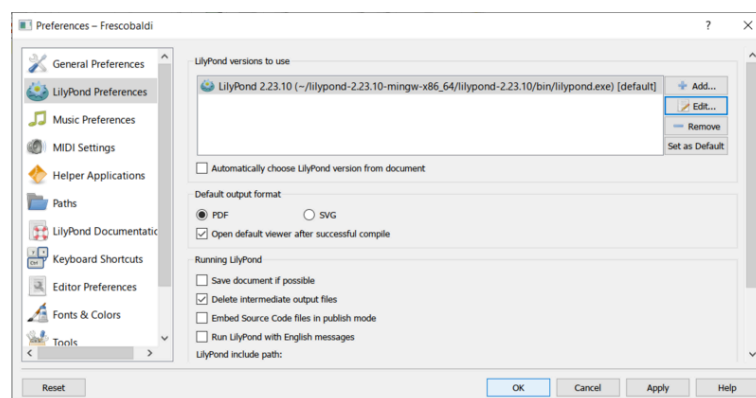 Preferences – Frescobaldi
?
General Preferences
LilyPond Preferences
Music Preferences
MIDI Settings
Helper Applications
Paths
LilyPond Documentatic
Keyboard Shortcuts
Editor Preferences
Fonts & Colors
Tools
LilyPond versions to use
LilyPond 2.23.10 (~/lilypond-2.23.10-mingw-x86_64/lilypond-2.23.10/bin/lilypond.exe) [default]
Add...
Edit...
Remove
Set as Default
Automatically choose LilyPond version from document
Default output format
PDF
SVG
Open default viewer after successful compile
Running LilyPond
Save document if possible
Delete intermediate output files
Embed Source Code files in publish mode
Run LilyPond with English messages
LilyPond include path:
Reset
OK
Cancel
Apply
Help